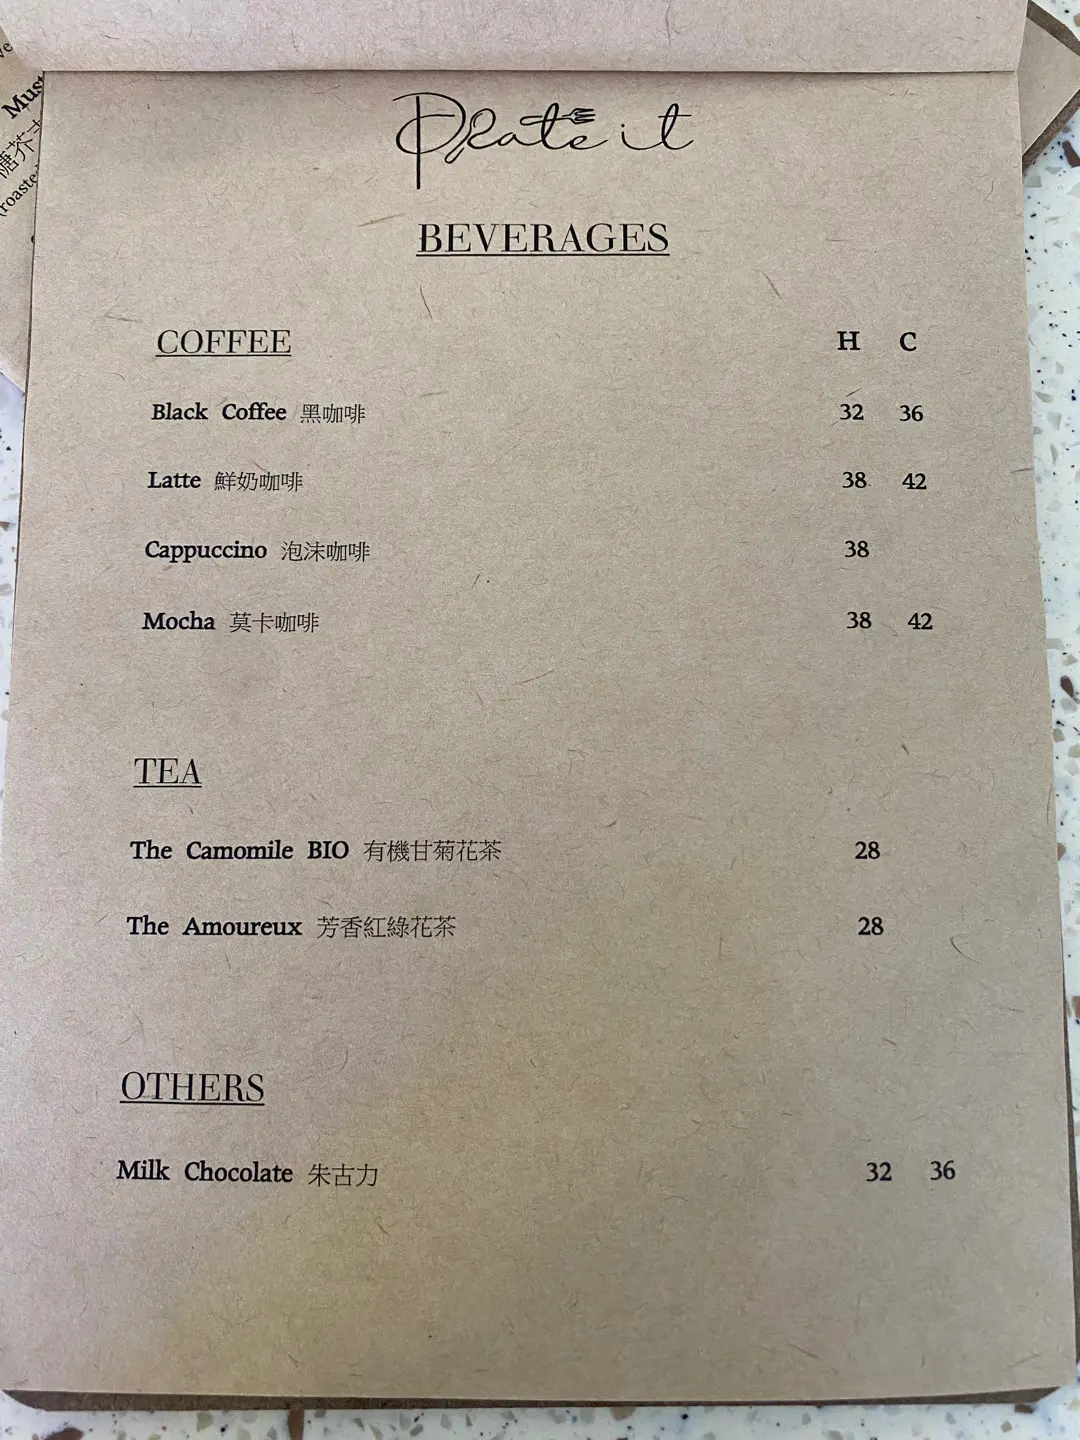 Plate it
BEVERAGES
COFFEE H C
Black Coffee 黑咖啡 32 36
Latte 鮮奶咖啡 38 42
Cappuccino 泡沫咖啡 38
Mocha 莫卡咖啡 38 42
TEA
The Camomile BIO 有機甘菊花茶 28
The Amoureux 芳香紅綠花茶 28
OTHERS
Milk Chocolate 朱古力 32 36